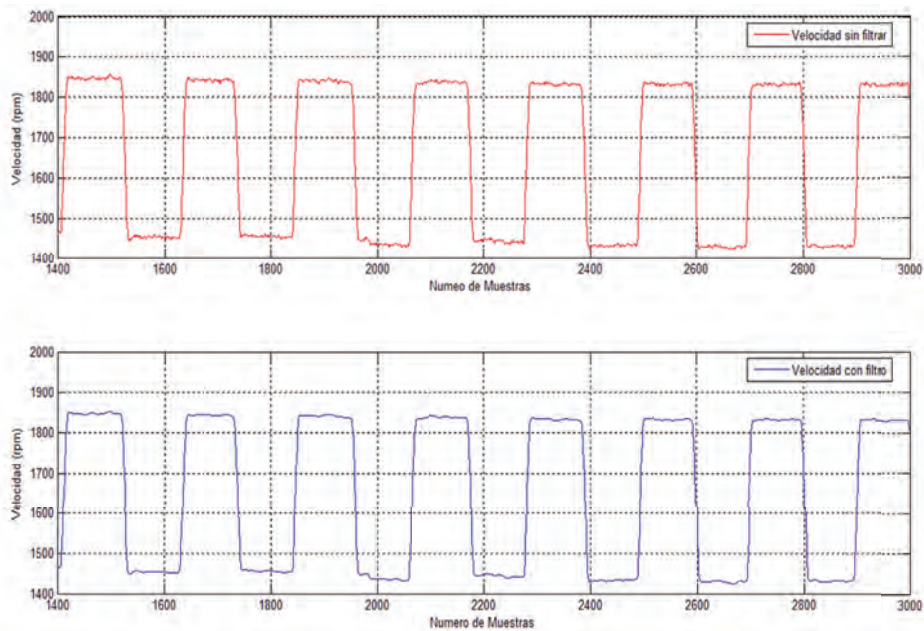 2000
Velocidad sin filtrar
1900
1800
1700
1600
1500
1400
Velocidad (rpm)
1400 1600 1800 2000 2200 2400 2600 2800 3000
Numeo de Muestras
2000
Velocidad con filtro
1900
1800
1700
1600
1500
1400
Velocidad (rpm)
1400 1600 1800 2000 2200 2400 2600 2800 3000
Numero de Muestras